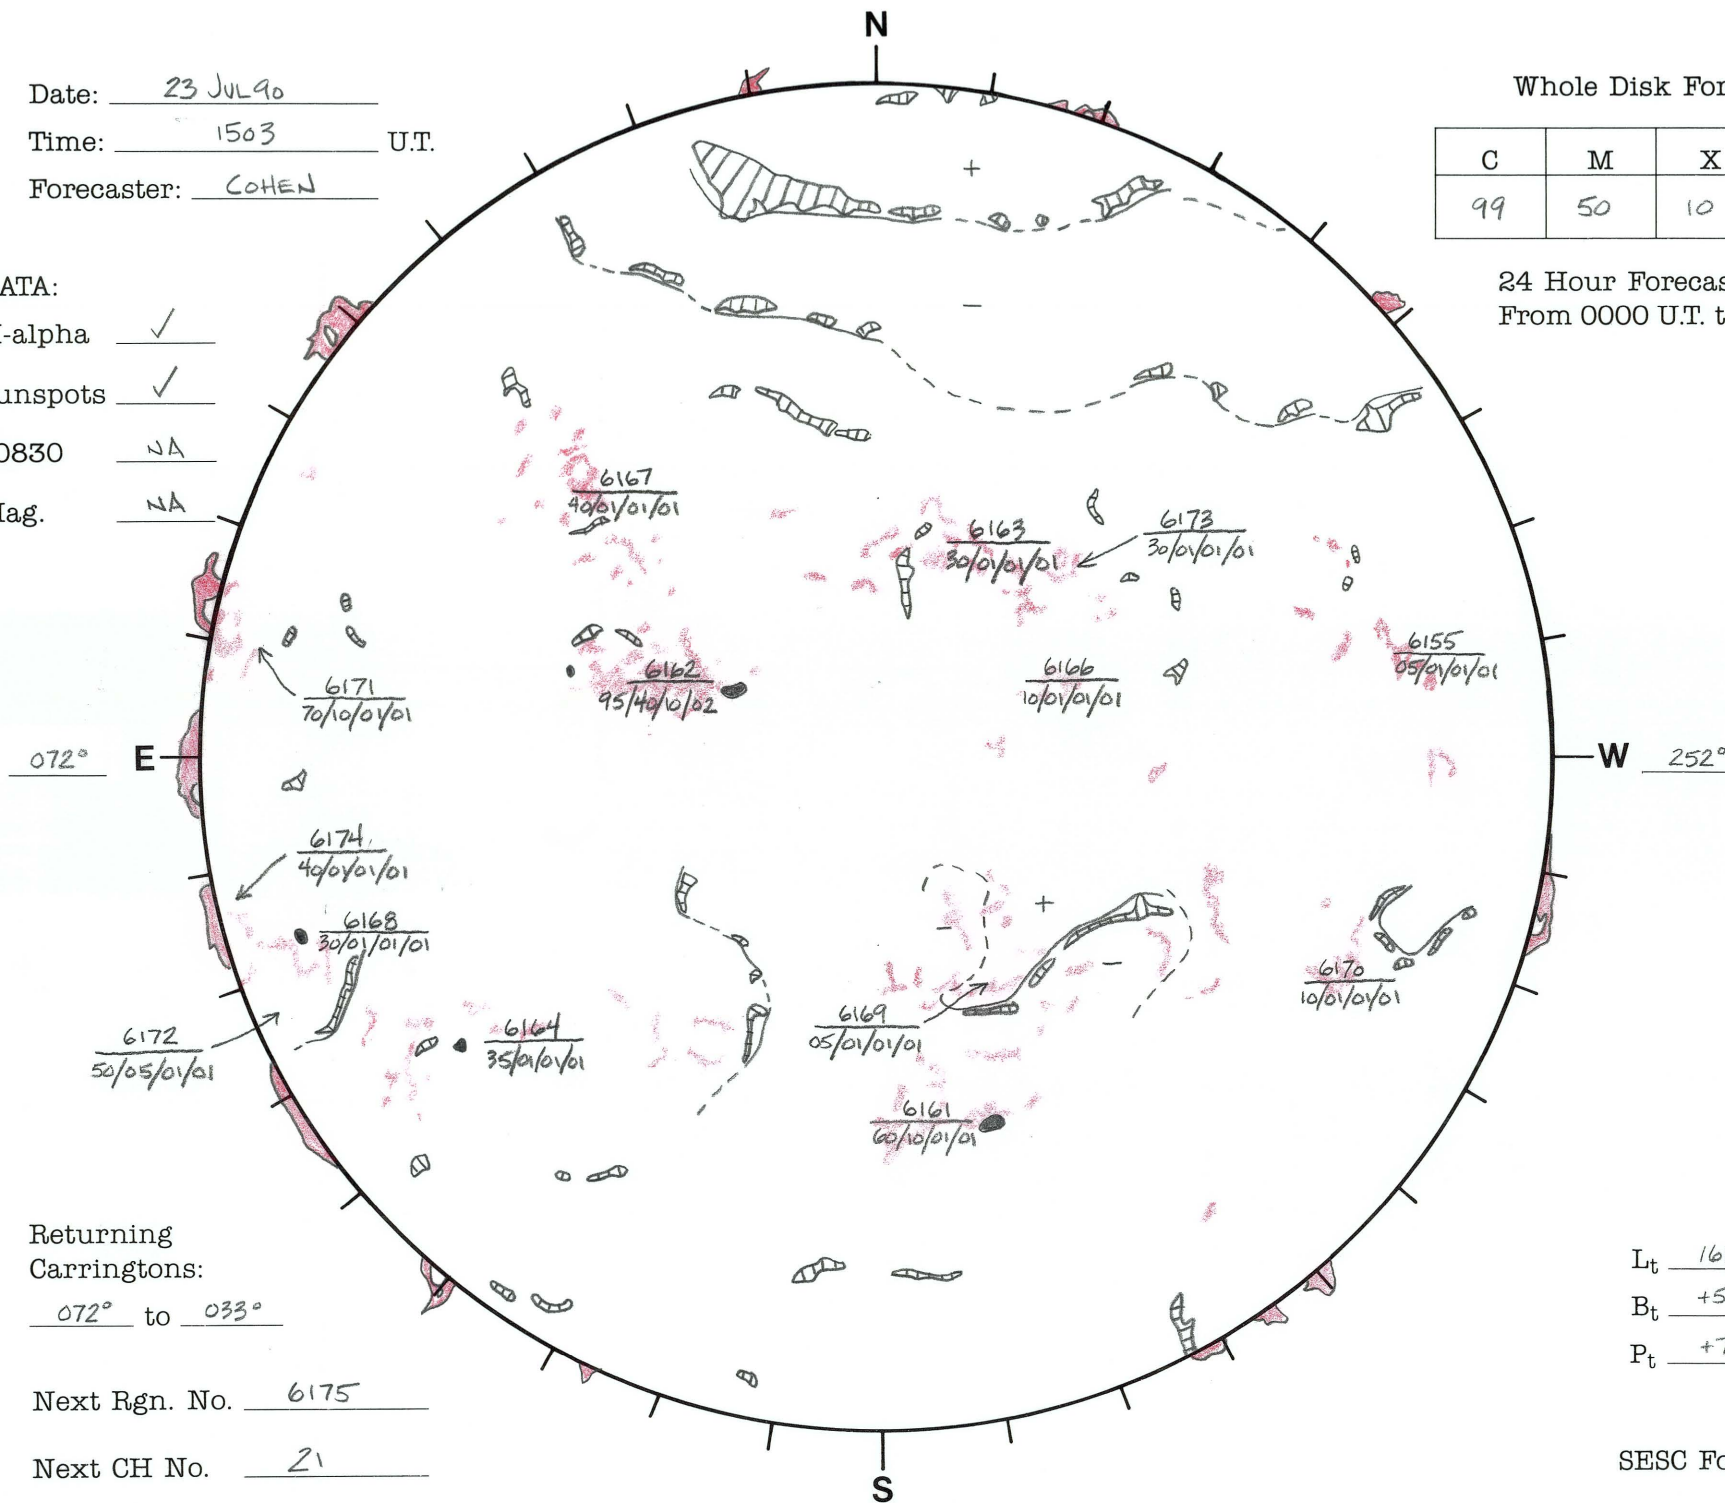 N
Date: 23 JUL 90
Time: 1503 U.T.
Forecaster: COHEN
Whole Disk For
C M X
99 50 10
24 Hour Forecas
From 0000 U.T. t
ATA:
I-alpha ✓
unspots ✓
0830 NA
Mag. NA
+
−
6167
40/01/01/01
6163
30/01/01/01
6173
30/01/01/01
6155
05/01/01/01
6171
70/10/01/01
6162
95/40/10/02
6166
10/01/01/01
072° E
W 252°
6174
40/01/01/01
6168
30/01/01/01
+
−
−
6170
10/01/01/01
6172
50/05/01/01
6164
35/01/01/01
6169
05/01/01/01
6161
60/10/01/01
Returning
Carringtons:
072° to 033°
Next Rgn. No. 6175
Next CH No. 21
Lt 16
Bt +5
Pt +7
SESC Fo
S